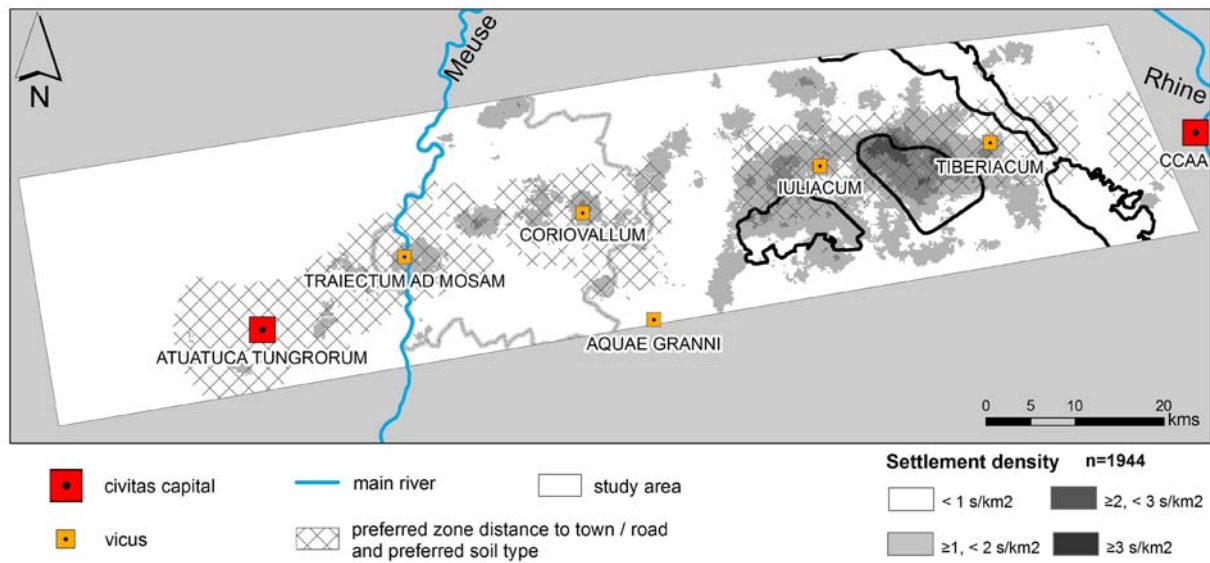 Meuse
N
Rhine
CCAA
TIBERIACUM
IULIACUM
CORIOVALLUM
TRAIECTUM AD MOSAM
AQUAE GRANNI
ATUATUCA TUNGRORUM
0 5 10 20
kms
civitas capital
main river
study area
vicus
preferred zone distance to town / road
and preferred soil type
Settlement density n=1944
< 1 s/km2
≥2, < 3 s/km2
≥1, < 2 s/km2
≥3 s/km2